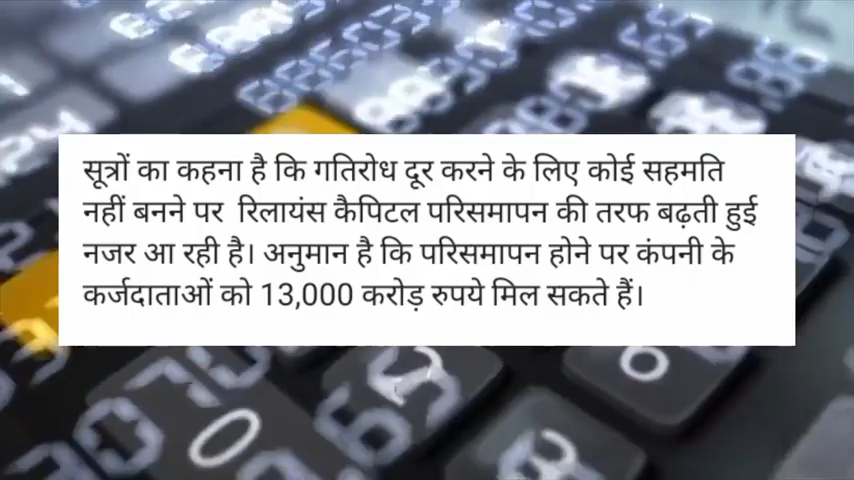 सूत्रों का कहना है कि गतिरोध दूर करने के लिए कोई सहमति
नहीं बनने पर रिलायंस कैपिटल परिसमापन की तरफ बढ़ती हुई
नजर आ रही है। अनुमान है कि परिसमापन होने पर कंपनी के
कर्जदाताओं को 13,000 करोड़ रुपये मिल सकते हैं।